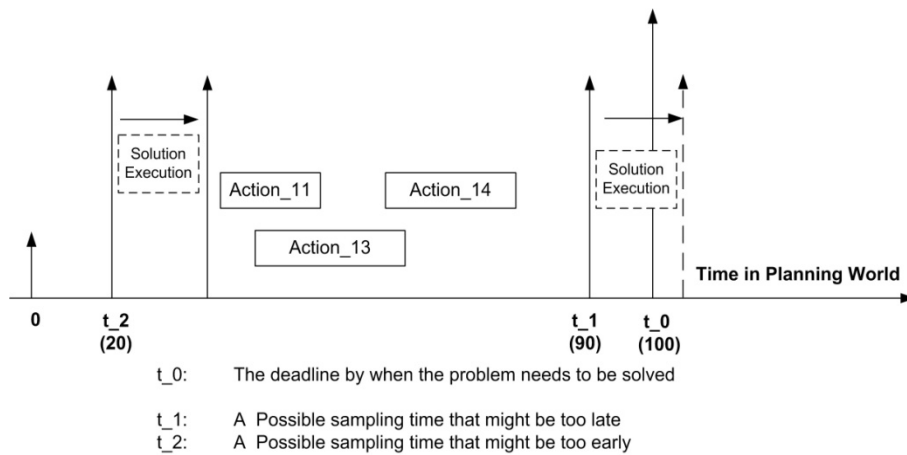 Solution
Execution
Action_11
Action_14
Action_13
Solution
Execution
Time in Planning World
0
t_2
(20)
t_1
(90)
t_0
(100)
t_0: The deadline by when the problem needs to be solved
t_1: A Possible sampling time that might be too late
t_2: A Possible sampling time that might be too early